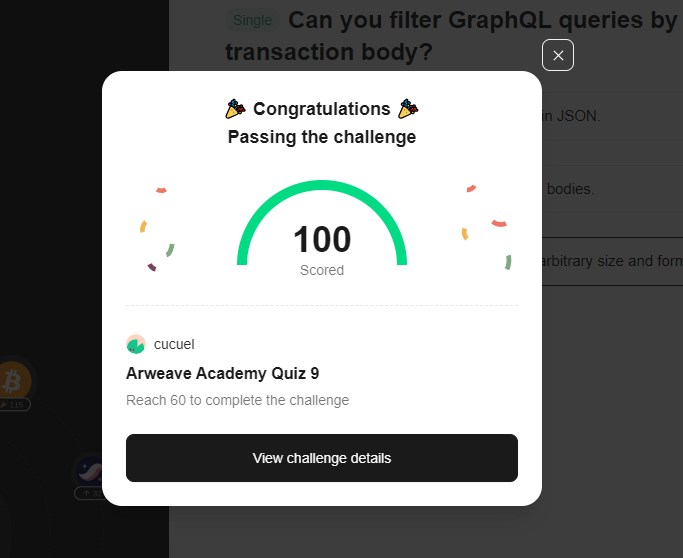 Single Can you filter GraphQL queries by
transaction body?
in JSON.
bodies.
arbitrary size and form
Congratulations
Passing the challenge
100
Scored
cucuel
Arweave Academy Quiz 9
Reach 60 to complete the challenge
View challenge details
115